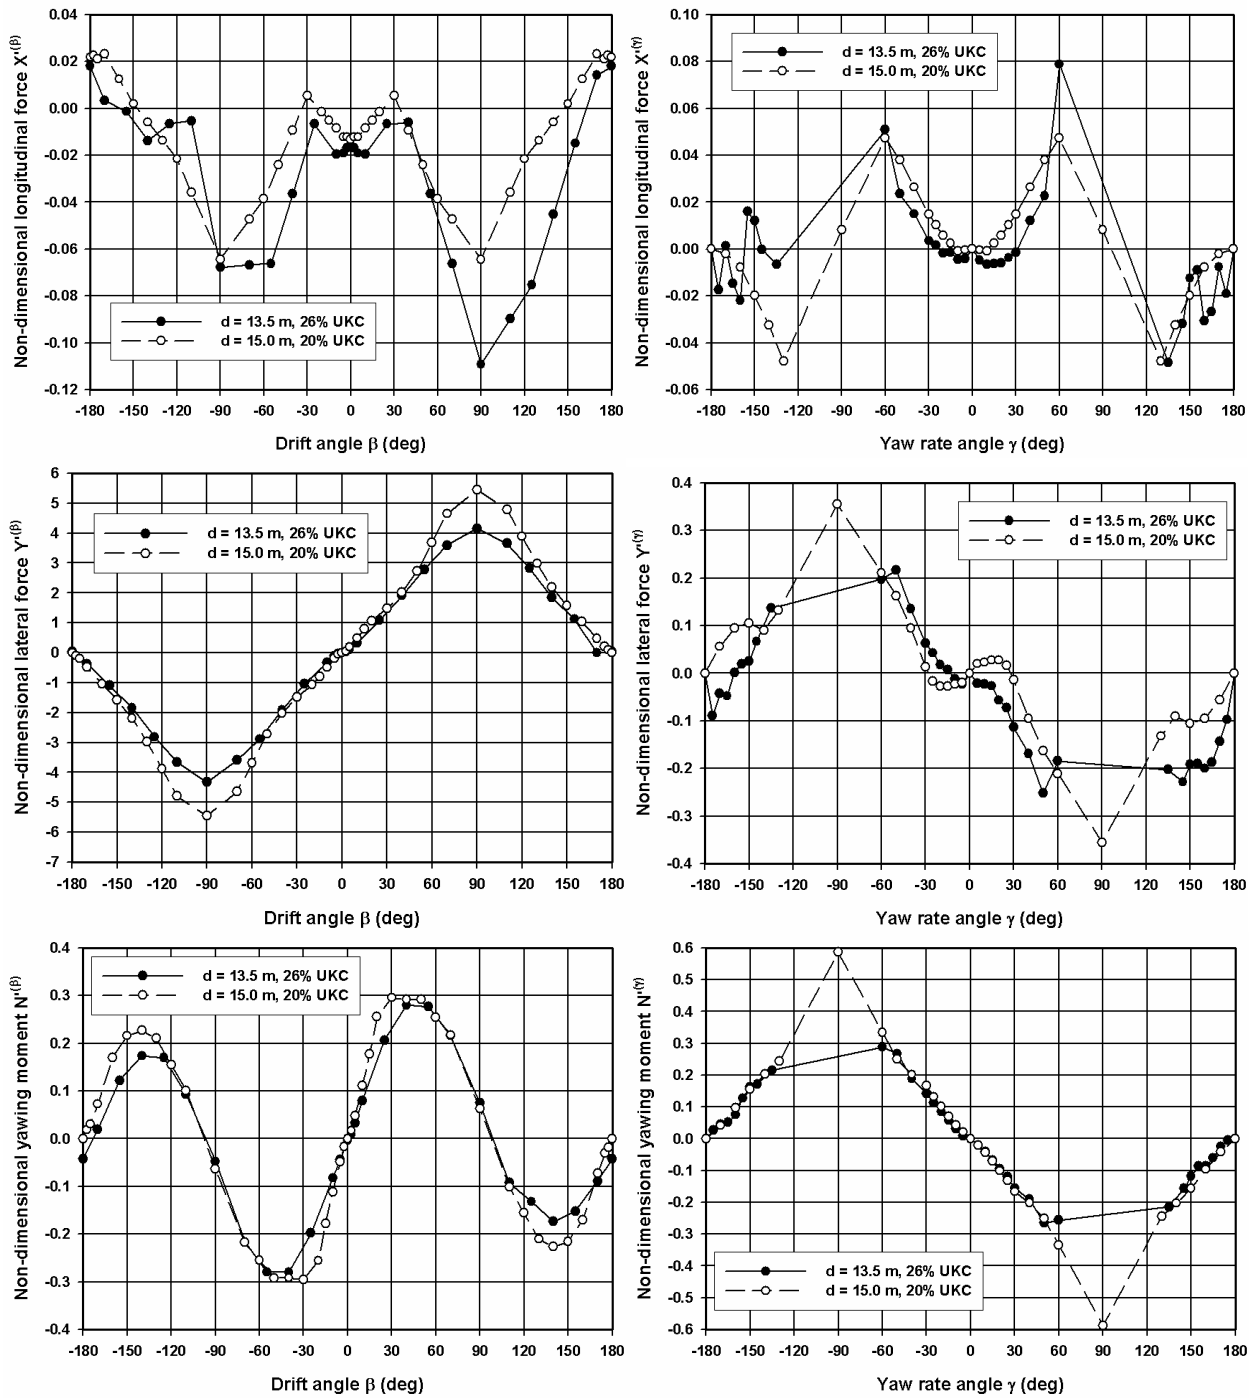 Non-dimensional longitudinal force X'(β)
0.04
0.02
0.00
-0.02
-0.04
-0.06
-0.08
-0.10
-0.12
d = 13.5 m, 26% UKC
d = 15.0 m, 20% UKC
-180 -150 -120 -90 -60 -30 0 30 60 90 120 150 180
Drift angle β (deg)
Non-dimensional longitudinal force X'(γ)
0.10
0.08
0.06
0.04
0.02
0.00
-0.02
-0.04
-0.06
d = 13.5 m, 26% UKC
d = 15.0 m, 20% UKC
-180 -150 -120 -90 -60 -30 0 30 60 90 120 150 180
Yaw rate angle γ (deg)
Non-dimensional lateral force Y'(β)
6
5
4
3
2
1
0
-1
-2
-3
-4
-5
-6
-7
d = 13.5 m, 26% UKC
d = 15.0 m, 20% UKC
-180 -150 -120 -90 -60 -30 0 30 60 90 120 150 180
Drift angle β (deg)
Non-dimensional lateral force Y'(γ)
0.4
0.3
0.2
0.1
0.0
-0.1
-0.2
-0.3
-0.4
d = 13.5 m, 26% UKC
d = 15.0 m, 20% UKC
-180 -150 -120 -90 -60 -30 0 30 60 90 120 150 180
Yaw rate angle γ (deg)
Non-dimensional yawing moment N'(β)
0.4
0.3
0.2
0.1
0.0
-0.1
-0.2
-0.3
-0.4
d = 13.5 m, 26% UKC
d = 15.0 m, 20% UKC
-180 -150 -120 -90 -60 -30 0 30 60 90 120 150 180
Drift angle β (deg)
Non-dimensional yawing moment N'(γ)
0.6
0.5
0.4
0.3
0.2
0.1
0.0
-0.1
-0.2
-0.3
-0.4
-0.5
-0.6
d = 13.5 m, 26% UKC
d = 15.0 m, 20% UKC
-180 -150 -120 -90 -60 -30 0 30 60 90 120 150 180
Yaw rate angle γ (deg)